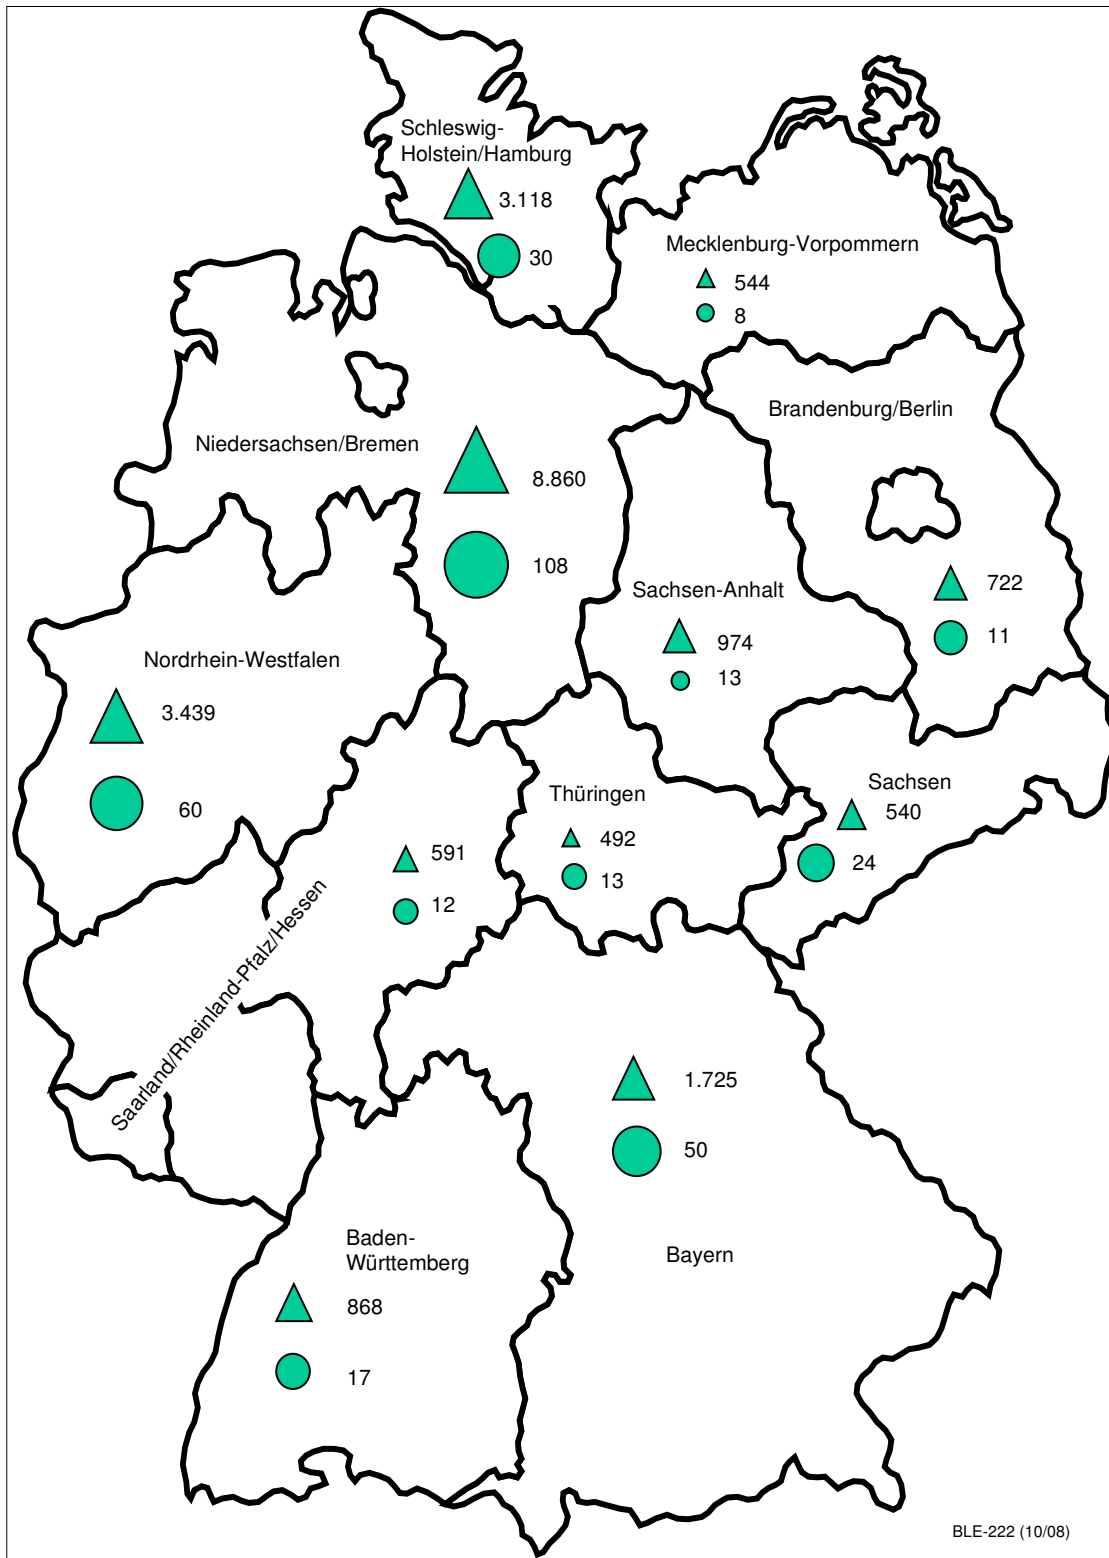 Schleswig-
Holstein/Hamburg
3.118
30
Mecklenburg-Vorpommern
544
8
Brandenburg/Berlin
722
11
Niedersachsen/Bremen
8.860
108
Sachsen-Anhalt
974
13
Nordrhein-Westfalen
3.439
60
Sachsen
540
24
Thüringen
492
13
591
12
Saarland/Rheinland-Pfalz/Hessen
1.725
50
Bayern
Baden-
Württemberg
868
17
BLE-222 (10/08)